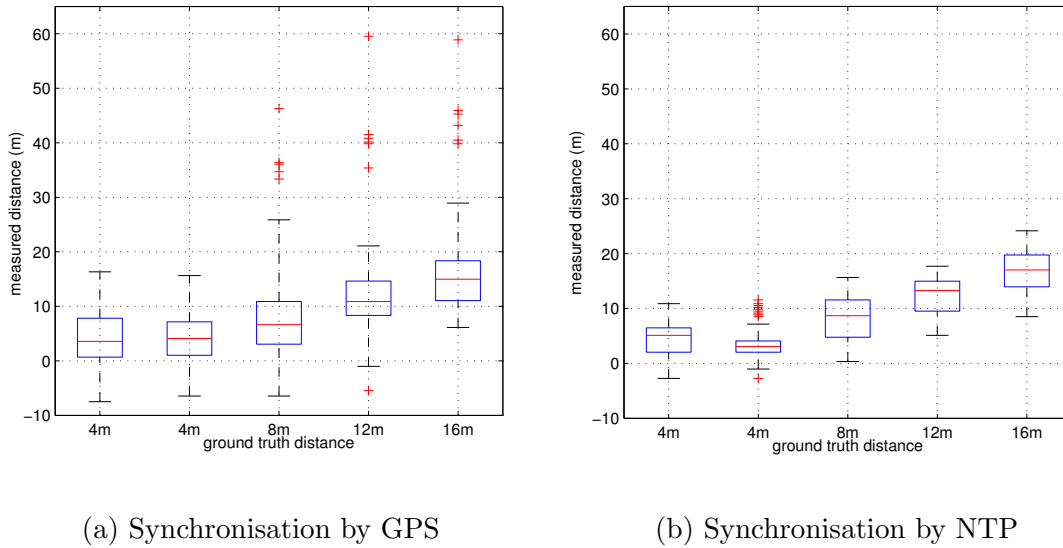 60
50
40
30
20
10
0
−10
measured distance (m)
4m 4m 8m 12m 16m
ground truth distance
(a) Synchronisation by GPS
60
50
40
30
20
10
0
−10
measured distance (m)
4m 4m 8m 12m 16m
ground truth distance
(b) Synchronisation by NTP